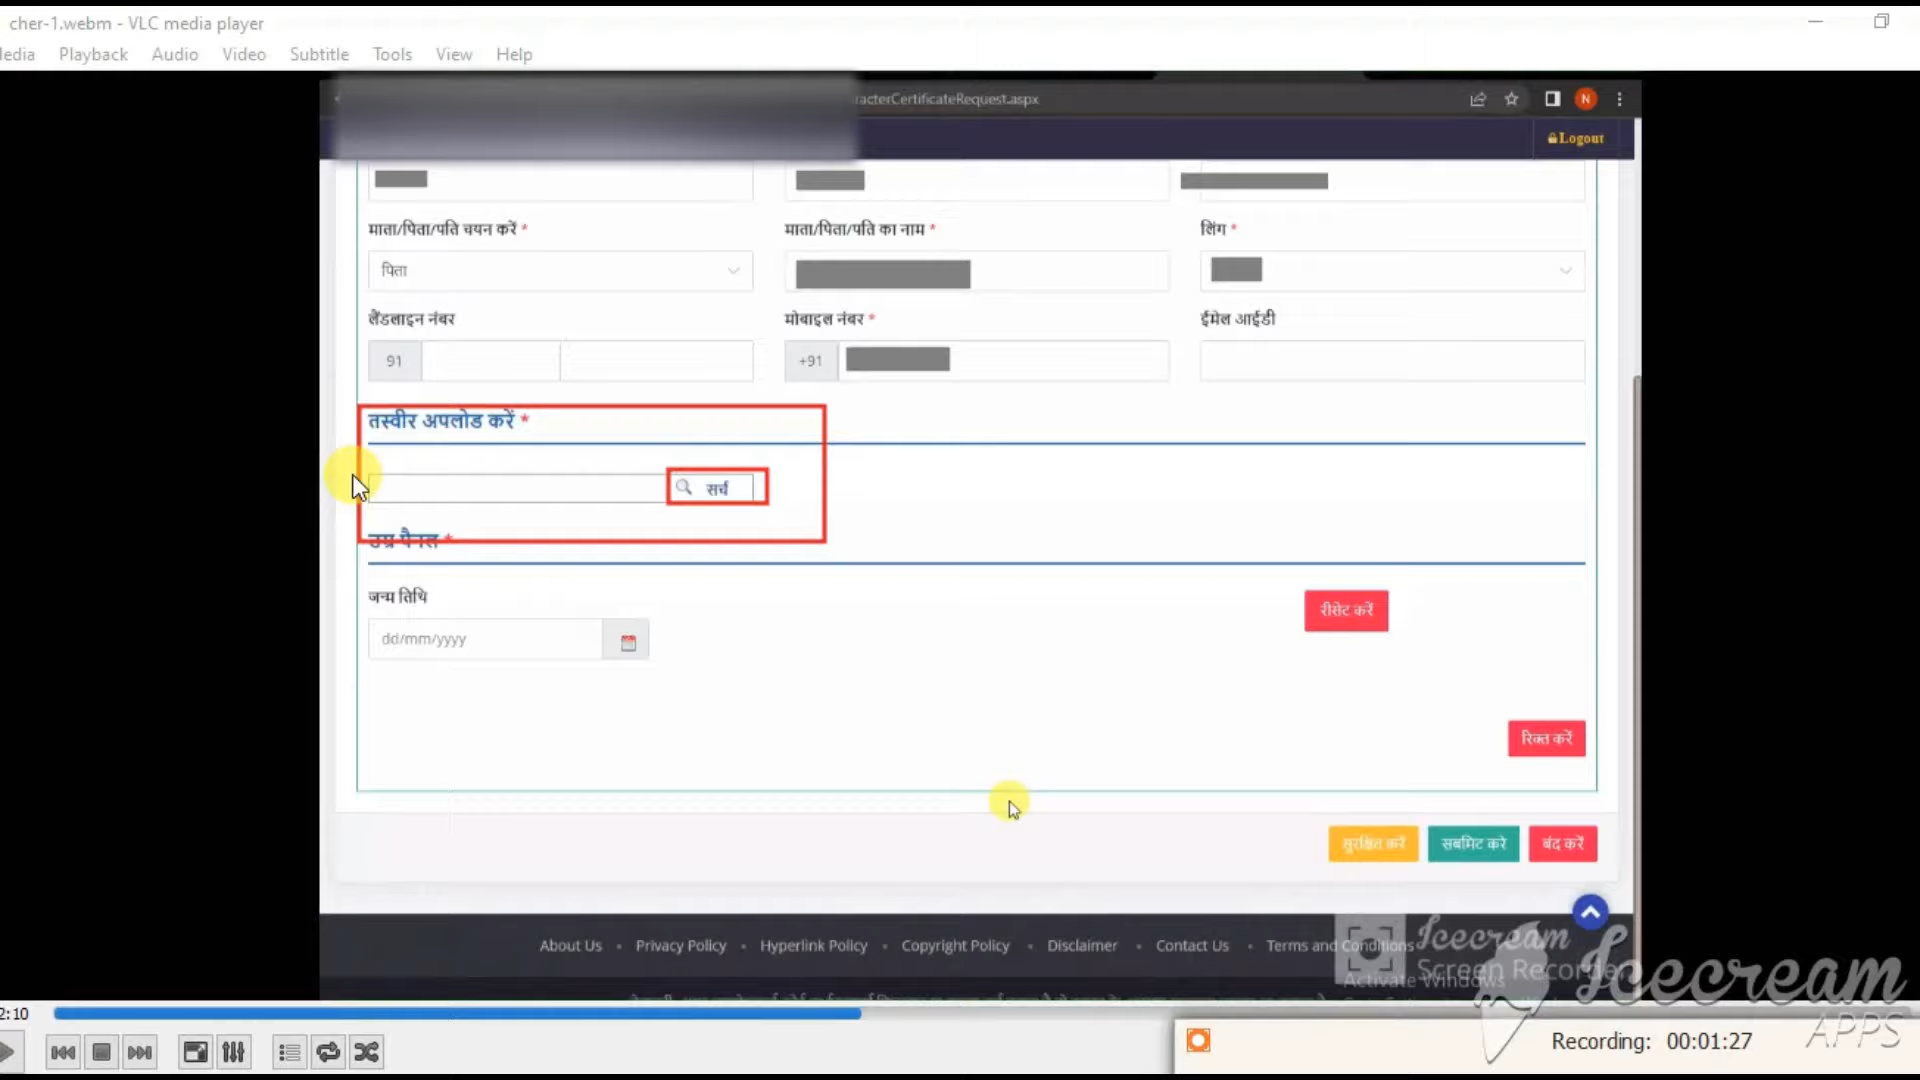 cher-1.webm - VLC media player
Media Playback Audio Video Subtitle Tools View Help
racterCertificateRequest.aspx N
Logout
माता/पिता/पति चयन करें * माता/पिता/पति का नाम * लिंग *
पिता
लैंडलाइन नंबर मोबाइल नंबर * ईमेल आईडी
91 +91
तस्वीर अपलोड करें *
सर्च
उम्र पैनल *
जन्म तिथि
रीसेट करें
dd/mm/yyyy
रिक्त करें
सुरक्षित करें सबमिट करे बंद करें
About Us • Privacy Policy • Hyperlink Policy • Copyright Policy • Disclaimer • Contact Us • Terms and Conditions
Icecream
Screen Recorder
Activate Windows
Icecream
APPS
2:10
Recording: 00:01:27